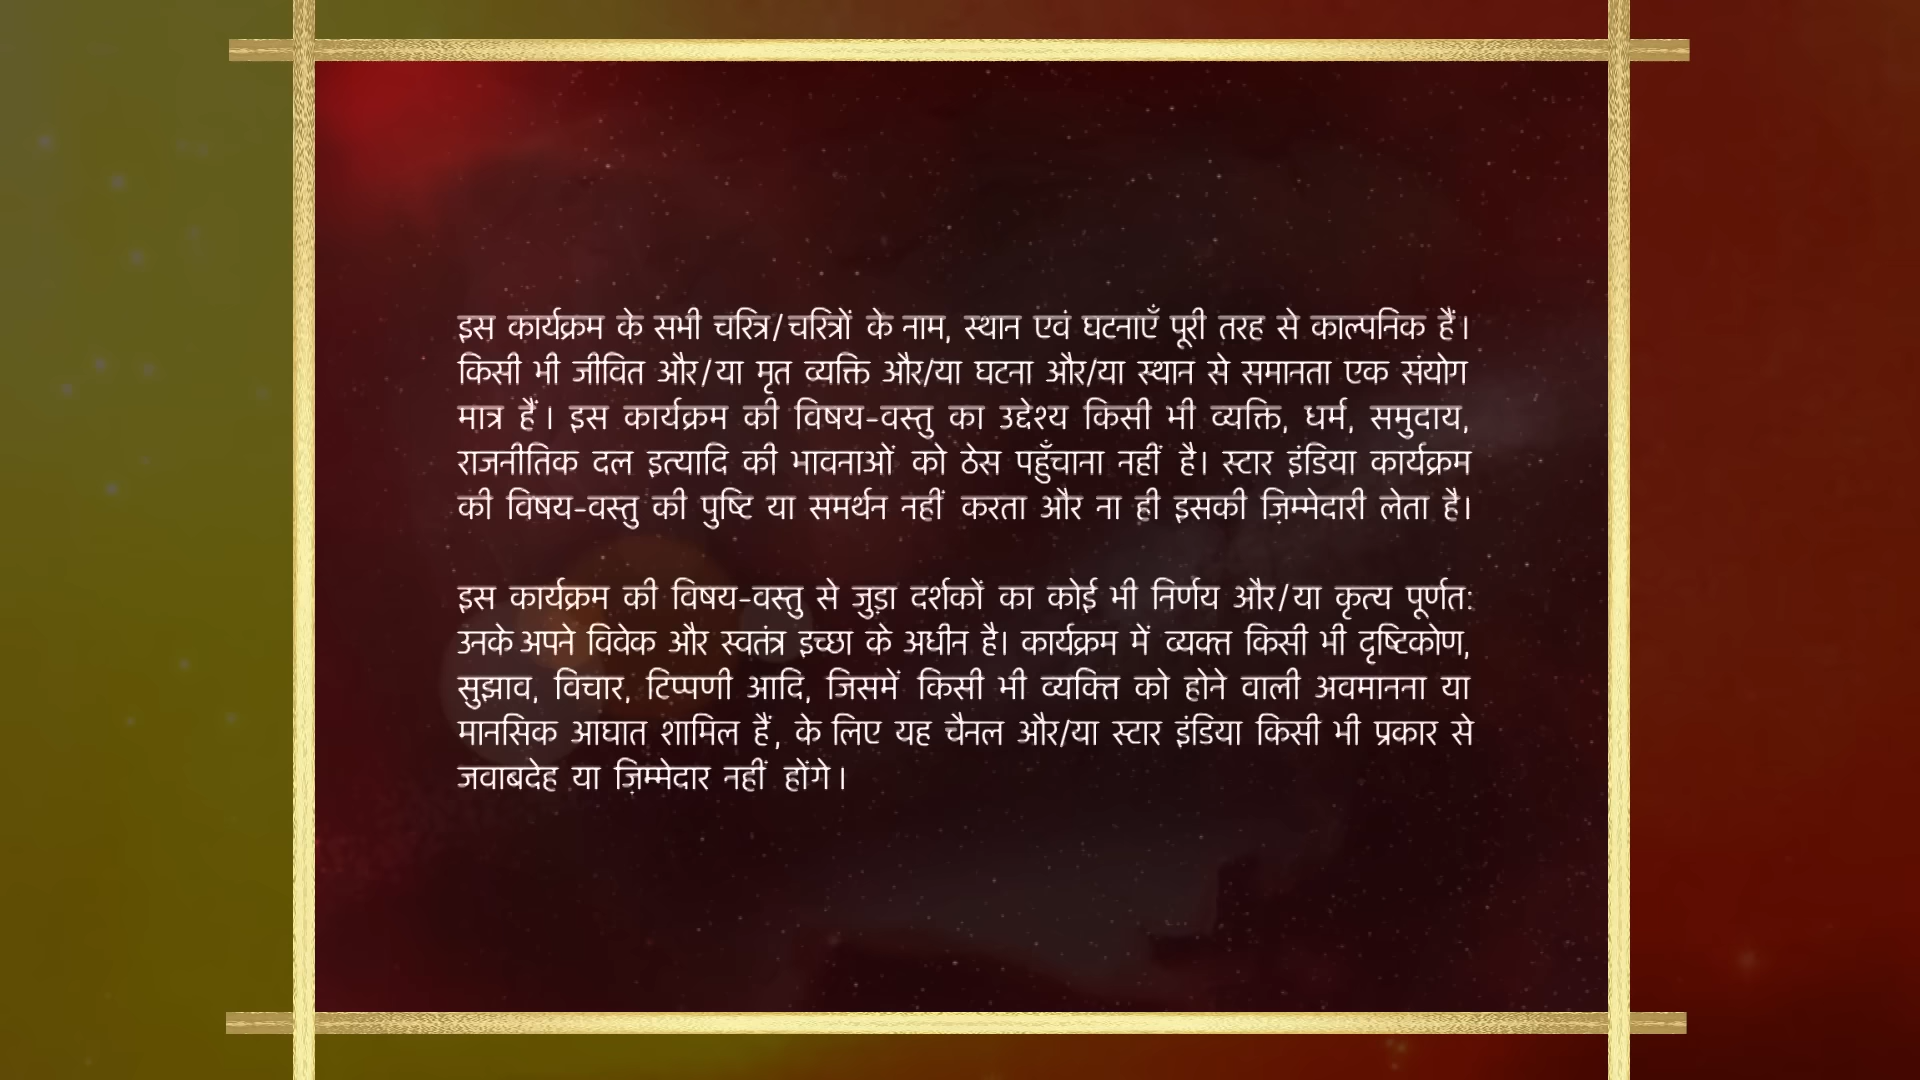 इस कार्यक्रम के सभी चरित्र/चरित्रों के नाम, स्थान एवं घटनाएँ पूरी तरह से काल्पनिक हैं।
किसी भी जीवित और/या मृत व्यक्ति और/या घटना और/या स्थान से समानता एक संयोग
मात्र हैं। इस कार्यक्रम की विषय-वस्तु का उद्देश्य किसी भी व्यक्ति, धर्म, समुदाय,
राजनीतिक दल इत्यादि की भावनाओं को ठेस पहुँचाना नहीं है। स्टार इंडिया कार्यक्रम
की विषय-वस्तु की पुष्टि या समर्थन नहीं करता और ना ही इसकी ज़िम्मेदारी लेता है।
इस कार्यक्रम की विषय-वस्तु से जुड़ा दर्शकों का कोई भी निर्णय और/या कृत्य पूर्णत:
उनके अपने विवेक और स्वतंत्र इच्छा के अधीन है। कार्यक्रम में व्यक्त किसी भी दृष्टिकोण,
सुझाव, विचार, टिप्पणी आदि, जिसमें किसी भी व्यक्ति को होने वाली अवमानना या
मानसिक आघात शामिल हैं, के लिए यह चैनल और/या स्टार इंडिया किसी भी प्रकार से
जवाबदेह या ज़िम्मेदार नहीं होंगे।